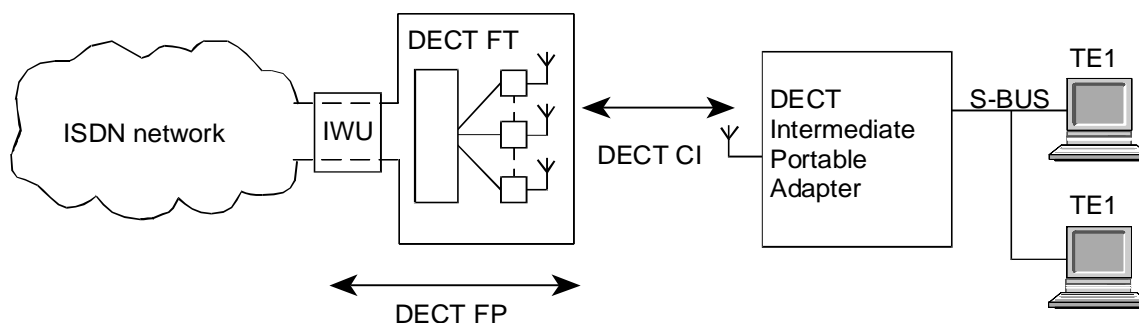 DECT FT
ISDN network
IWU
DECT CI
DECT FP
DECT
Intermediate
Portable
Adapter
S-BUS
TE1
TE1